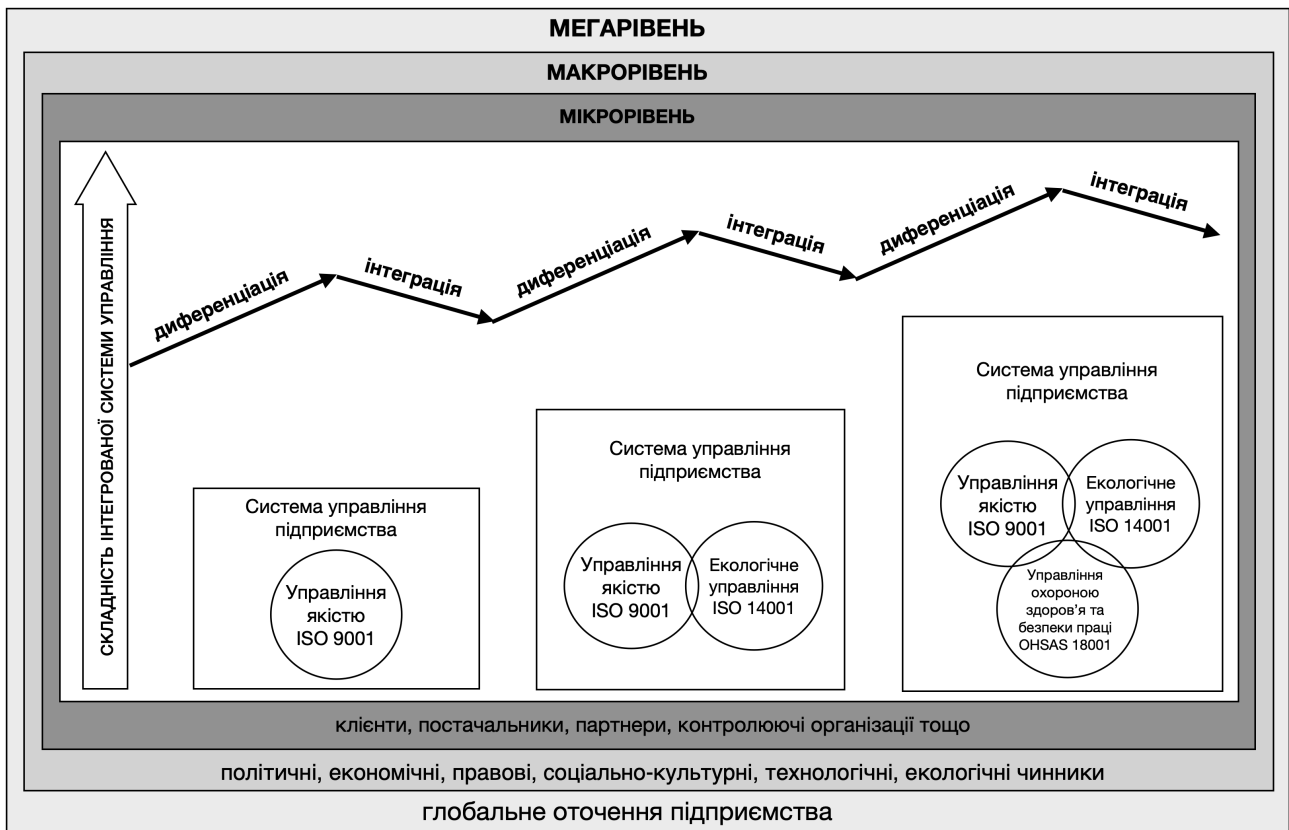 МЕГАРІВЕНЬ
МАКРОРІВЕНЬ
МІКРОРІВЕНЬ
СКЛАДНІСТЬ ІНТЕГРОВАНОЇ СИСТЕМИ УПРАВЛІННЯ
диференціація
інтеграція
диференціація
інтеграція
диференціація
інтеграція
Система управління
підприємства
Управління
якістю
ISO 9001
Система управління
підприємства
Управління
якістю
ISO 9001
Екологічне
управління
ISO 14001
Система управління
підприємства
Управління
якістю
ISO 9001
Екологічне
управління
ISO 14001
Управління
охороною
здоров’я та
безпеки праці
OHSAS 18001
клієнти, постачальники, партнери, контролюючі організації тощо
політичні, економічні, правові, соціально-культурні, технологічні, екологічні чинники
глобальне оточення підприємства